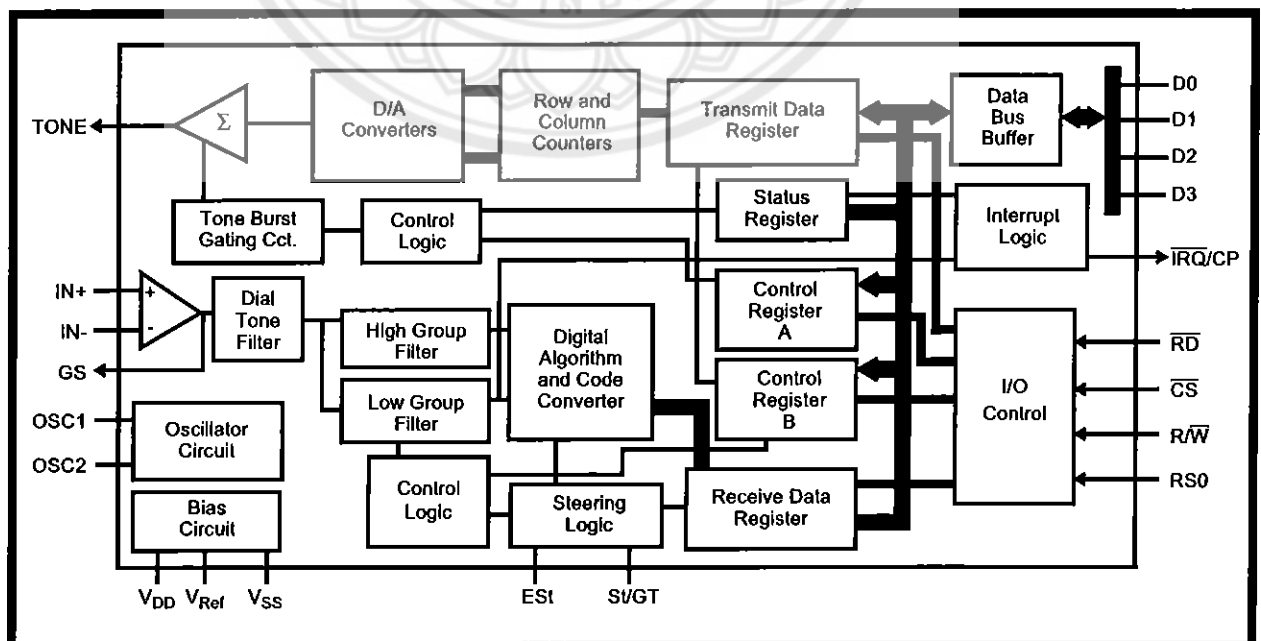 TONE
Σ
D/A
Converters
Row and
Column
Counters
Transmit Data
Register
Data
Bus
Buffer
D0
D1
D2
D3
Tone Burst
Gating Cct.
Control
Logic
Status
Register
Interrupt
Logic
I̅R̅Q̅/CP
IN+
IN-
GS
+
-
Dial
Tone
Filter
High Group
Filter
Low Group
Filter
Digital
Algorithm
and Code
Converter
Control
Register
A
Control
Register
B
I/O
Control
R̅D̅
C̅S̅
R/W̅
RS0
OSC1
OSC2
Oscillator
Circuit
Bias
Circuit
Control
Logic
Steering
Logic
Receive Data
Register
VDD
VRef
VSS
ESt
St/GT